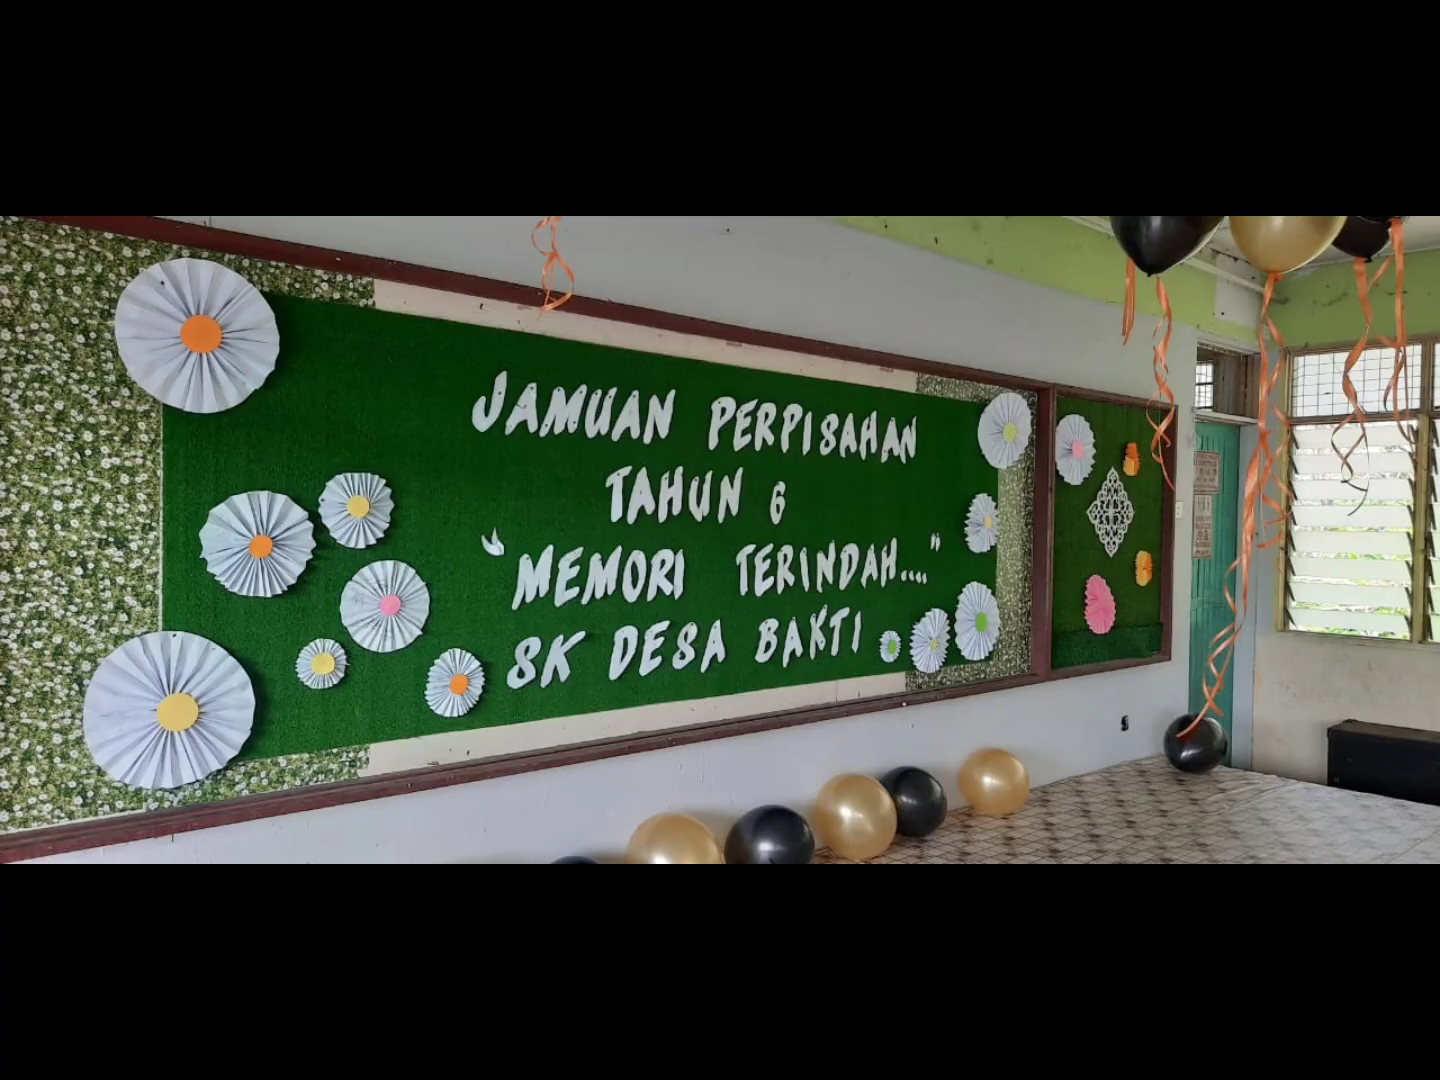 JAMUAN PERPISAHAN
TAHUN 6
"MEMORI TERINDAH...."
SK DESA BAKTI